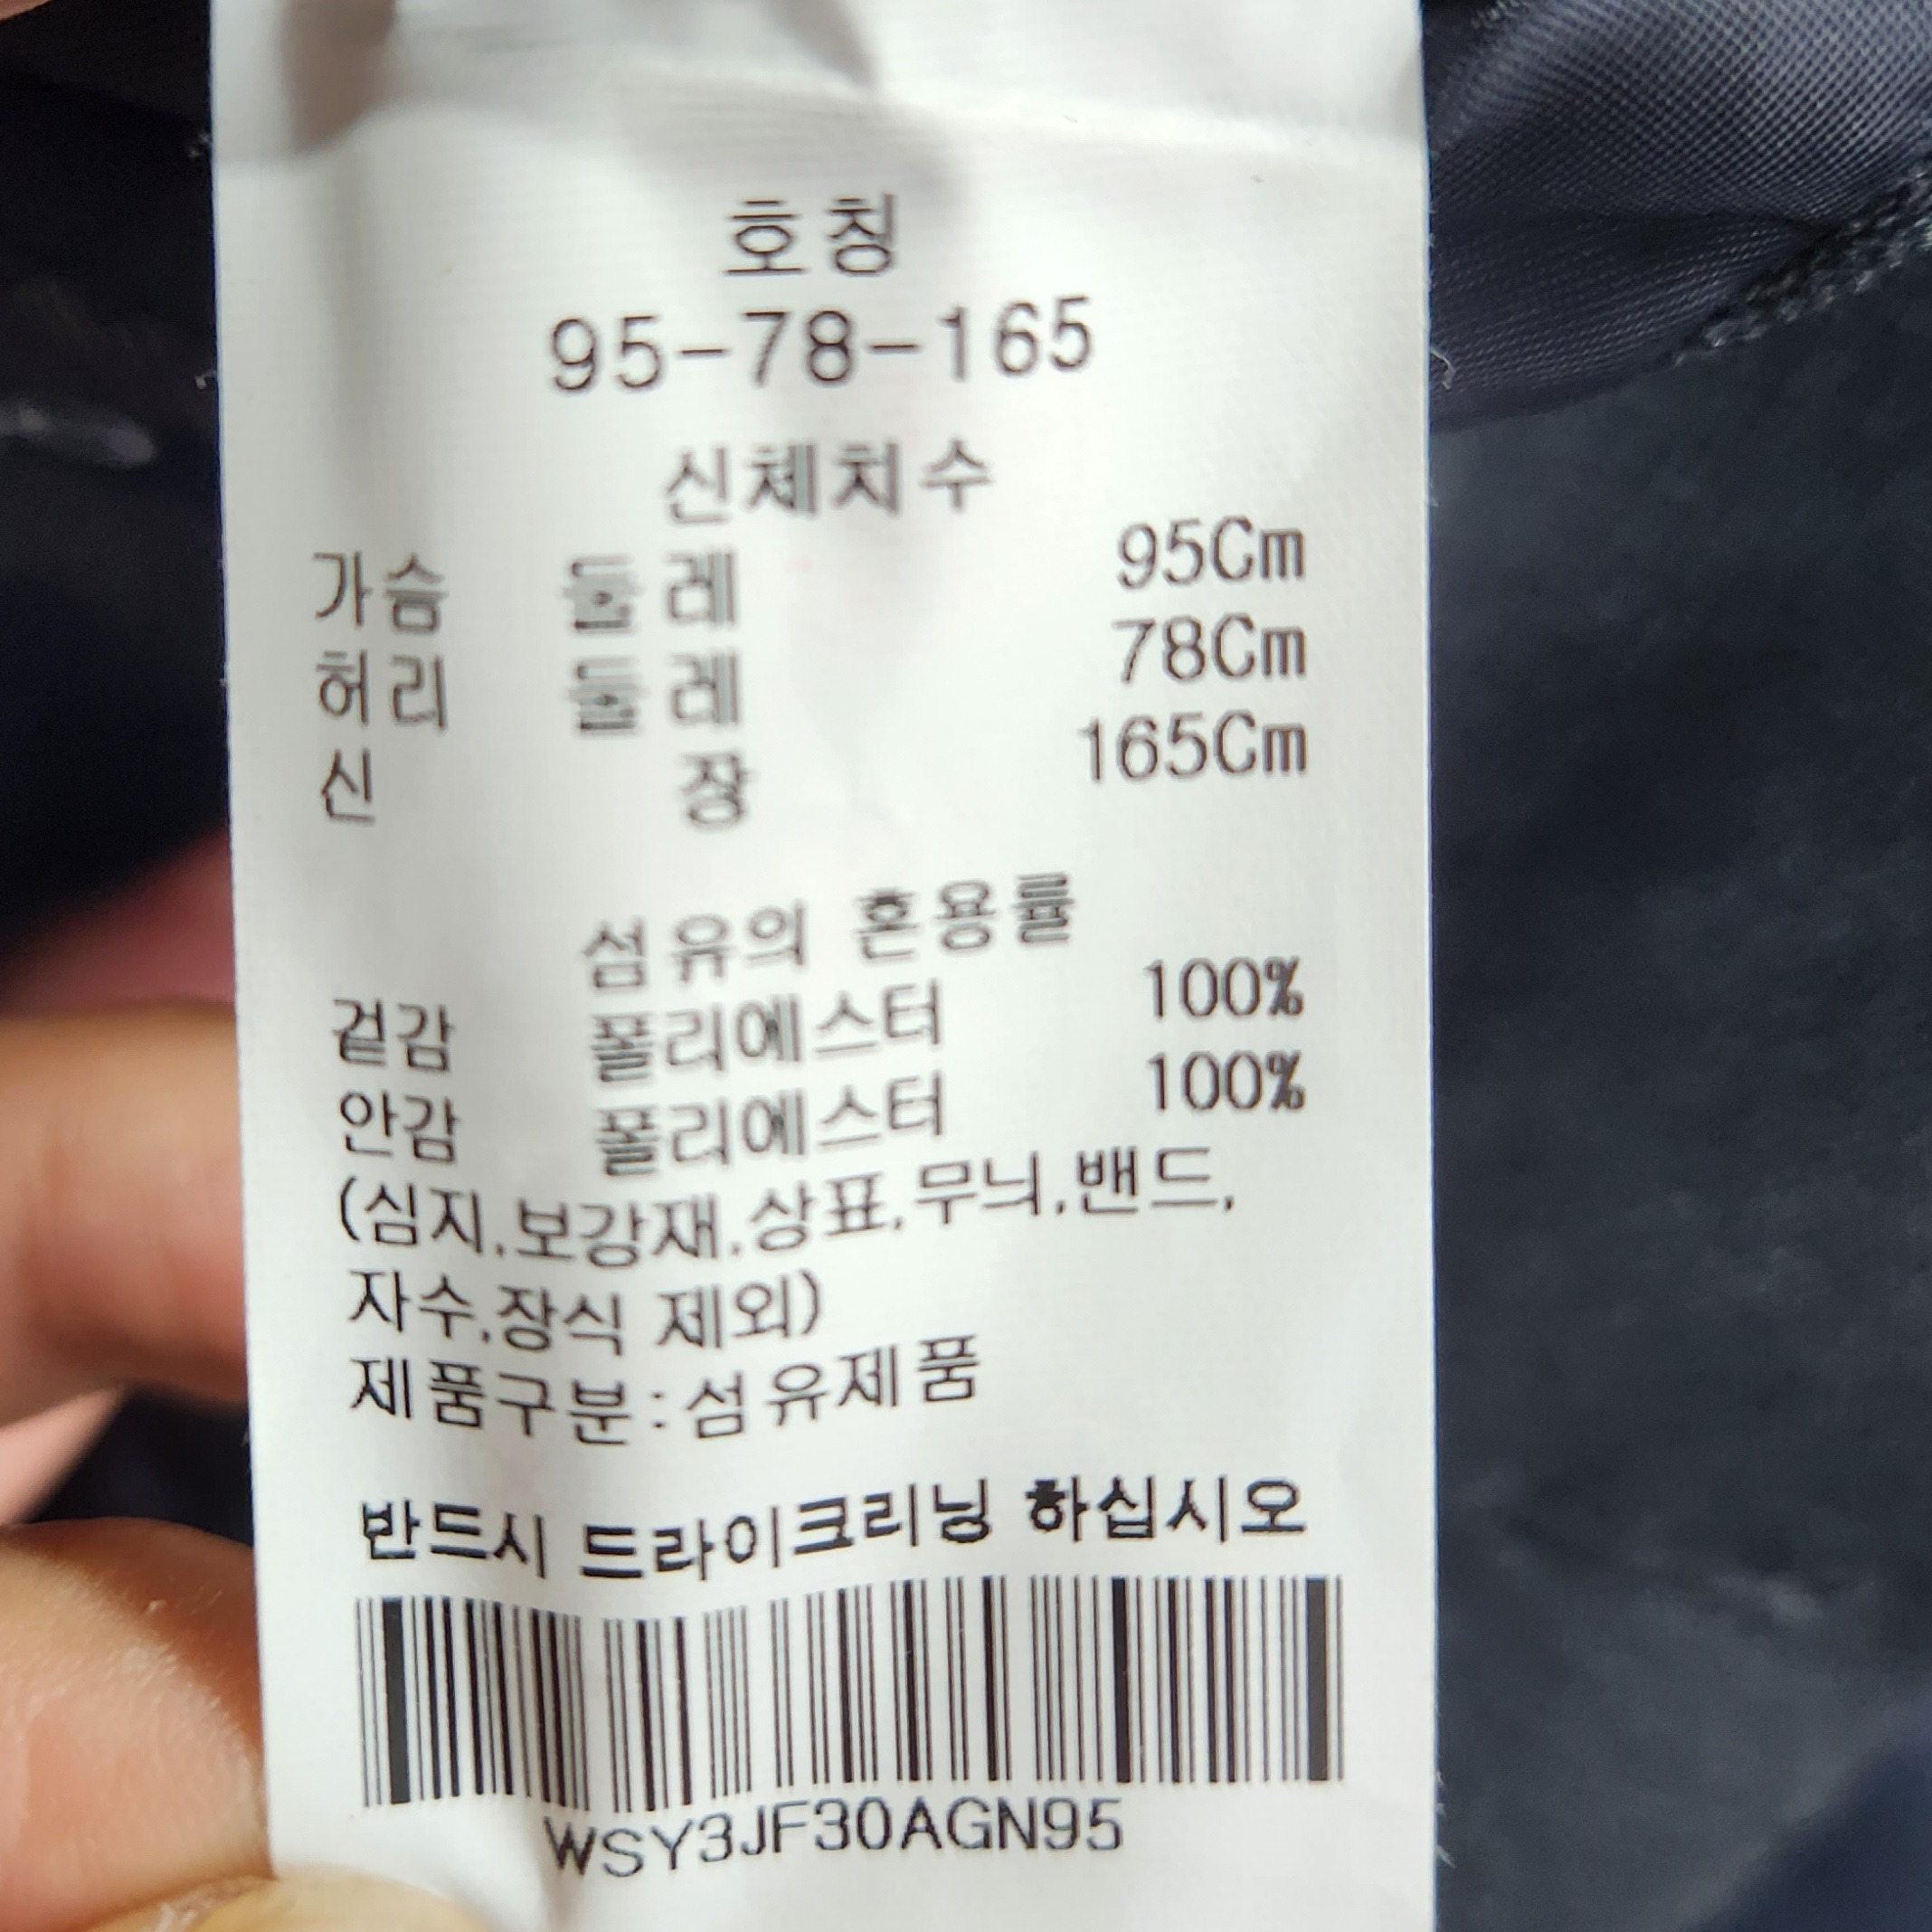 호칭
95-78-165
신체치수
가슴 둘레 95Cm
허리 둘레 78Cm
신 장 165Cm
섬유의 혼용률
겉감 폴리에스터 100%
안감 폴리에스터 100%
(심지,보강재,상표,무늬,밴드,
자수,장식 제외)
제품구분:섬유제품
반드시 드라이크리닝 하십시오
WSY3JF30AGN95